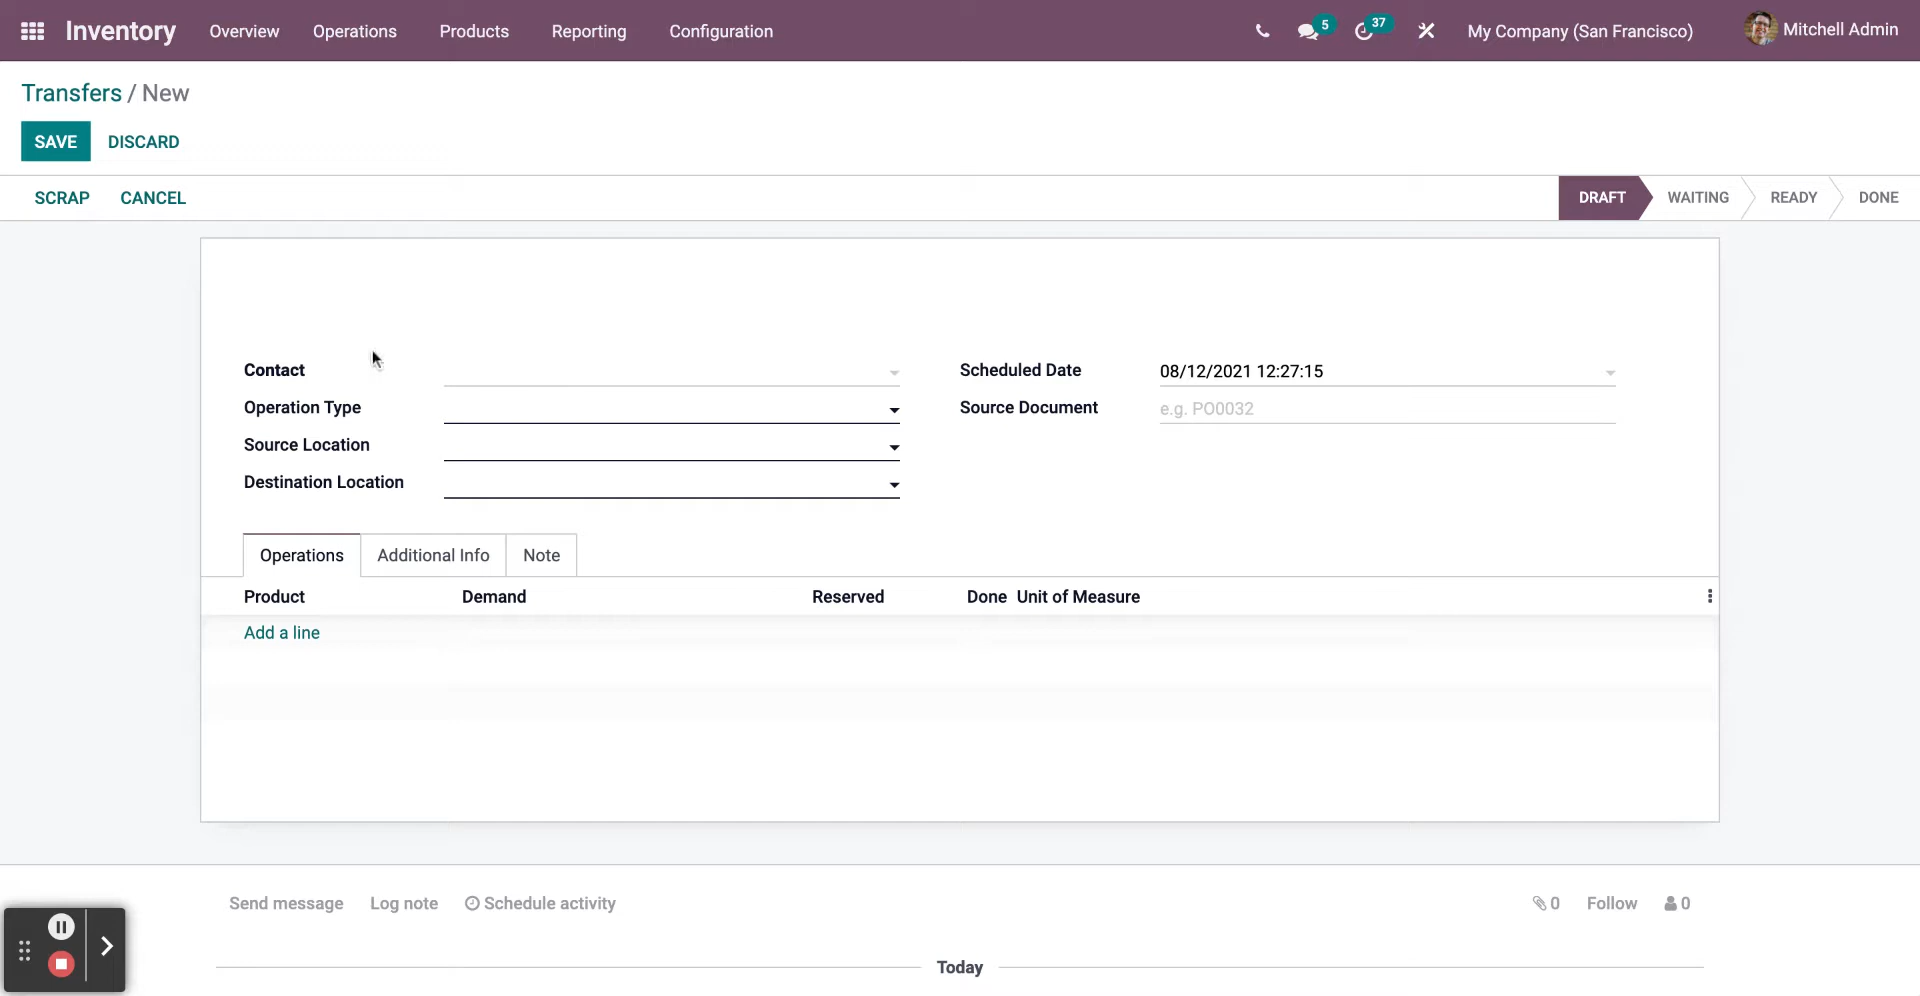 Inventory Overview Operations Products Reporting Configuration 5 37 My Company (San Francisco) Mitchell Admin
Transfers / New
SAVE DISCARD
SCRAP CANCEL DRAFT WAITING READY DONE
Contact Scheduled Date 08/12/2021 12:27:15
Operation Type Source Document e.g. PO0032
Source Location
Destination Location
Operations Additional Info Note
Product Demand Reserved Done Unit of Measure
Add a line
Send message Log note Schedule activity 0 Follow 0
Today